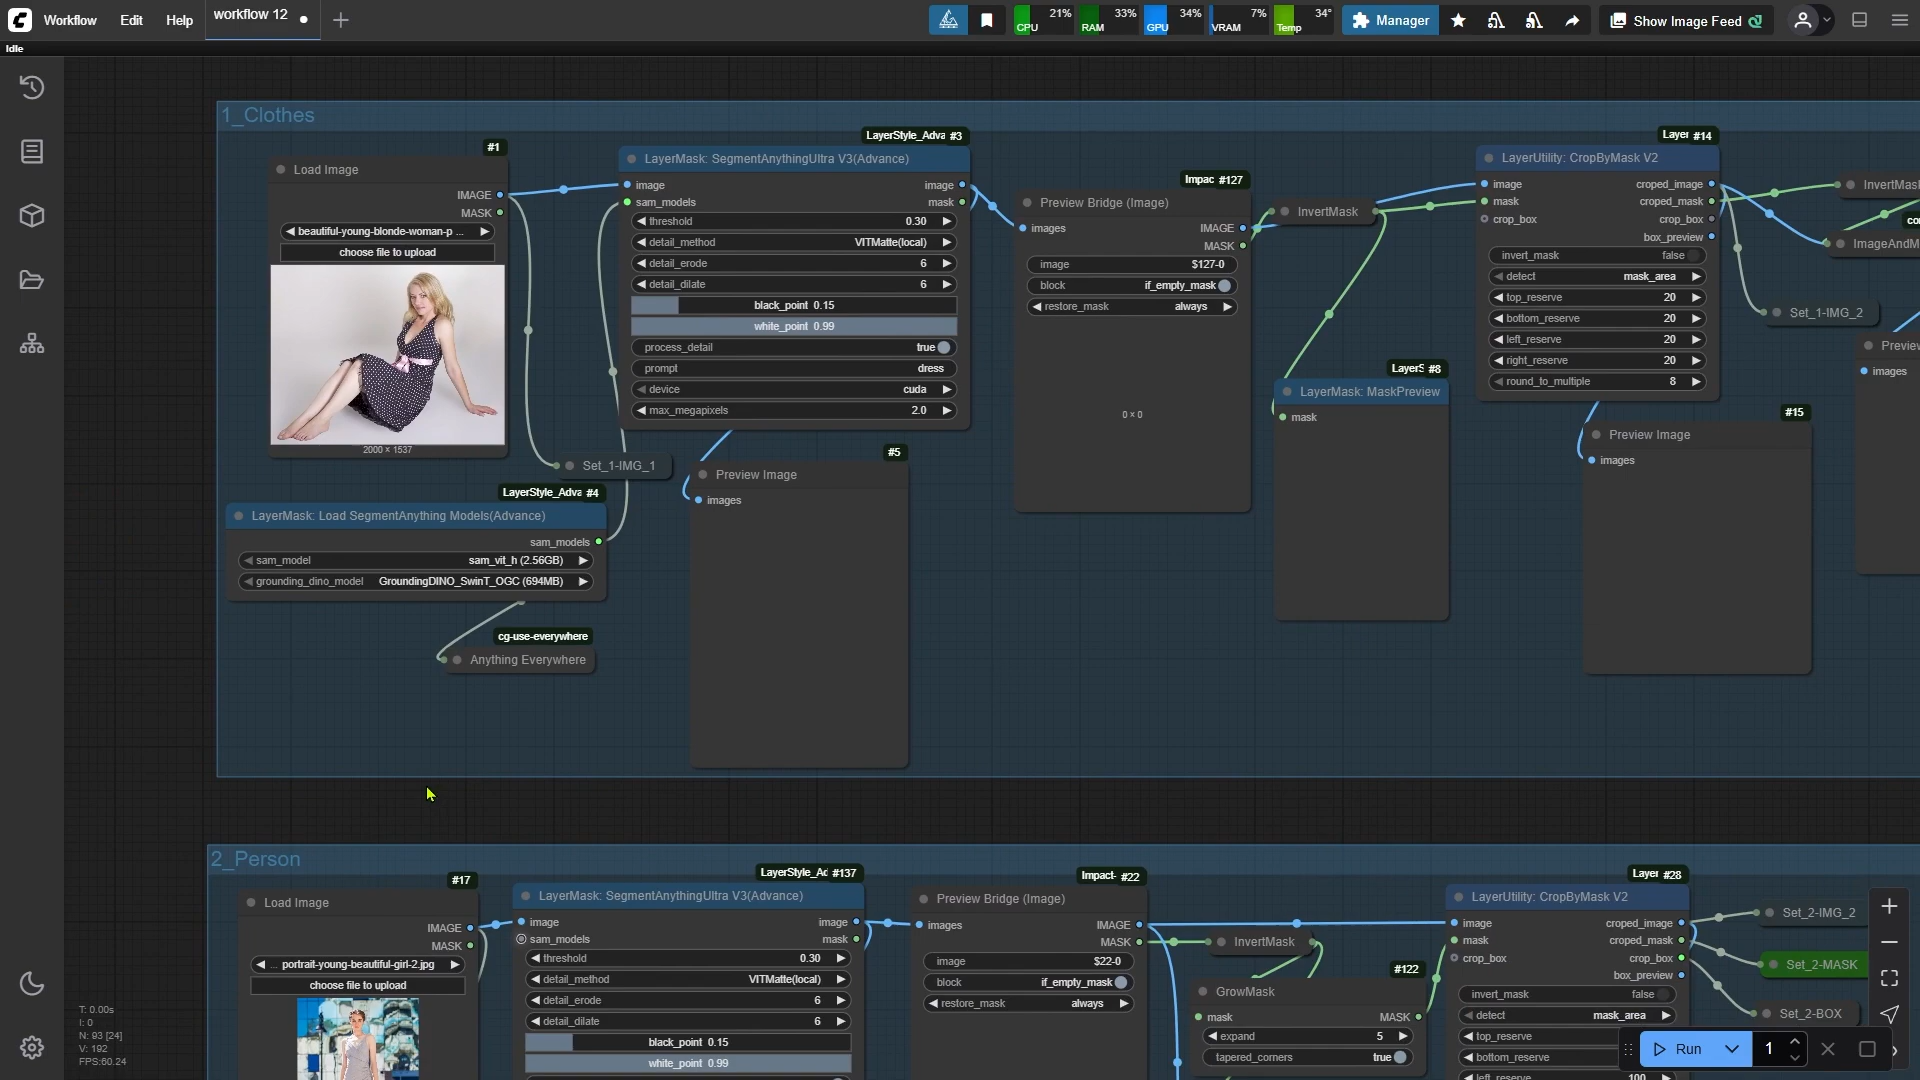 Workflow
Edit
Help
workflow 12
CPU 21%
RAM 33%
GPU 34%
VRAM 7%
Temp 34°
Manager
Show Image Feed
Idle
1_Clothes
#1
Load Image
IMAGE
MASK
beautiful-young-blonde-woman-p ...
choose file to upload
2000 × 1537
LayerStyle_Adva #3
LayerMask: SegmentAnythingUltra V3(Advance)
image image
sam_models mask
threshold 0.30
detail_method VITMatte(local)
detail_erode 6
detail_dilate 6
black_point 0.15
white_point 0.99
process_detail true
prompt dress
device cuda
max_megapixels 2.0
Set_1-IMG_1
#5
Preview Image
images
LayerStyle_Adva #4
LayerMask: Load SegmentAnything Models(Advance)
sam_models
sam_model sam_vit_h (2.56GB)
grounding_dino_model GroundingDINO_SwinT_OGC (694MB)
cg-use-everywhere
Anything Everywhere
Impac #127
Preview Bridge (Image)
images IMAGE
MASK
image $127-0
block if_empty_mask
restore_mask always
0 × 0
InvertMask
LayerS #8
LayerMask: MaskPreview
mask
Layer #14
LayerUtility: CropByMask V2
image croped_image
mask croped_mask
crop_box crop_box
box_preview
invert_mask false
detect mask_area
top_reserve 20
bottom_reserve 20
left_reserve 20
right_reserve 20
round_to_multiple 8
#15
Preview Image
images
InvertMask
ImageAndM
Set_1-IMG_2
Preview
images
2_Person
#17
Load Image
IMAGE
MASK
... portrait-young-beautiful-girl-2.jpg
choose file to upload
LayerStyle_Ad #137
LayerMask: SegmentAnythingUltra V3(Advance)
image image
sam_models mask
threshold 0.30
detail_method VITMatte(local)
detail_erode 6
detail_dilate 6
black_point 0.15
white_point 0.99
Impact- #22
Preview Bridge (Image)
images IMAGE
MASK
image $22-0
block if_empty_mask
restore_mask always
InvertMask
#122
GrowMask
mask MASK
expand 5
tapered_corners true
Layer #28
LayerUtility: CropByMask V2
image croped_image
mask croped_mask
crop_box crop_box
box_preview
invert_mask false
detect mask_area
top_reserve
bottom_reserve
left_reserve 100
Set_2-IMG_2
Set_2-MASK
Set_2-BOX
Run 1
T: 0.00s
I: 0
N: 93 [24]
V: 192
FPS:60.24